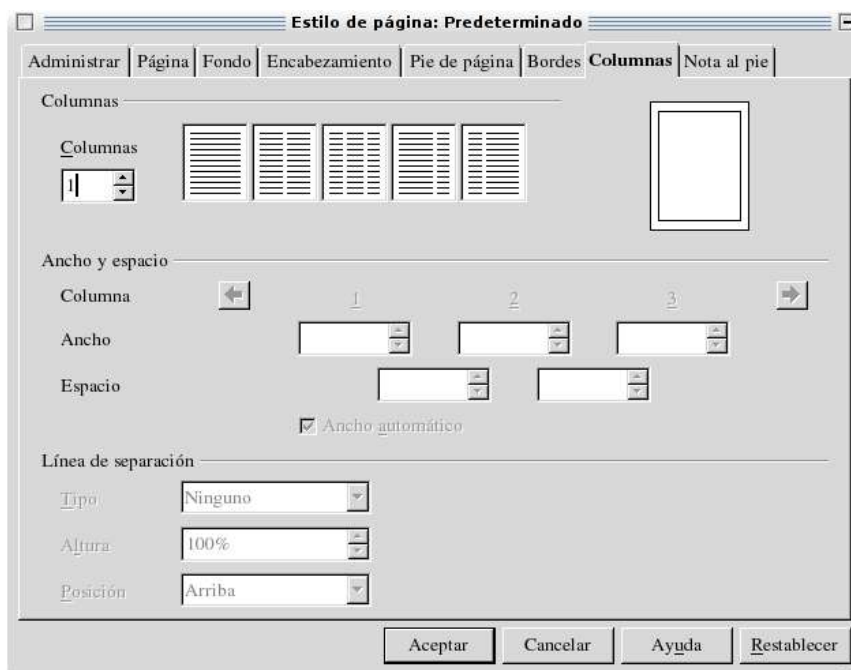 Estilo de página: Predeterminado
Administrar Página Fondo Encabezamiento Pie de página Bordes Columnas Nota al pie
Columnas
Columnas
1
Ancho y espacio
Columna 1 2 3
Ancho
Espacio
Ancho automático
Línea de separación
Tipo Ninguno
Altura 100%
Posición Arriba
Aceptar Cancelar Ayuda Restablecer